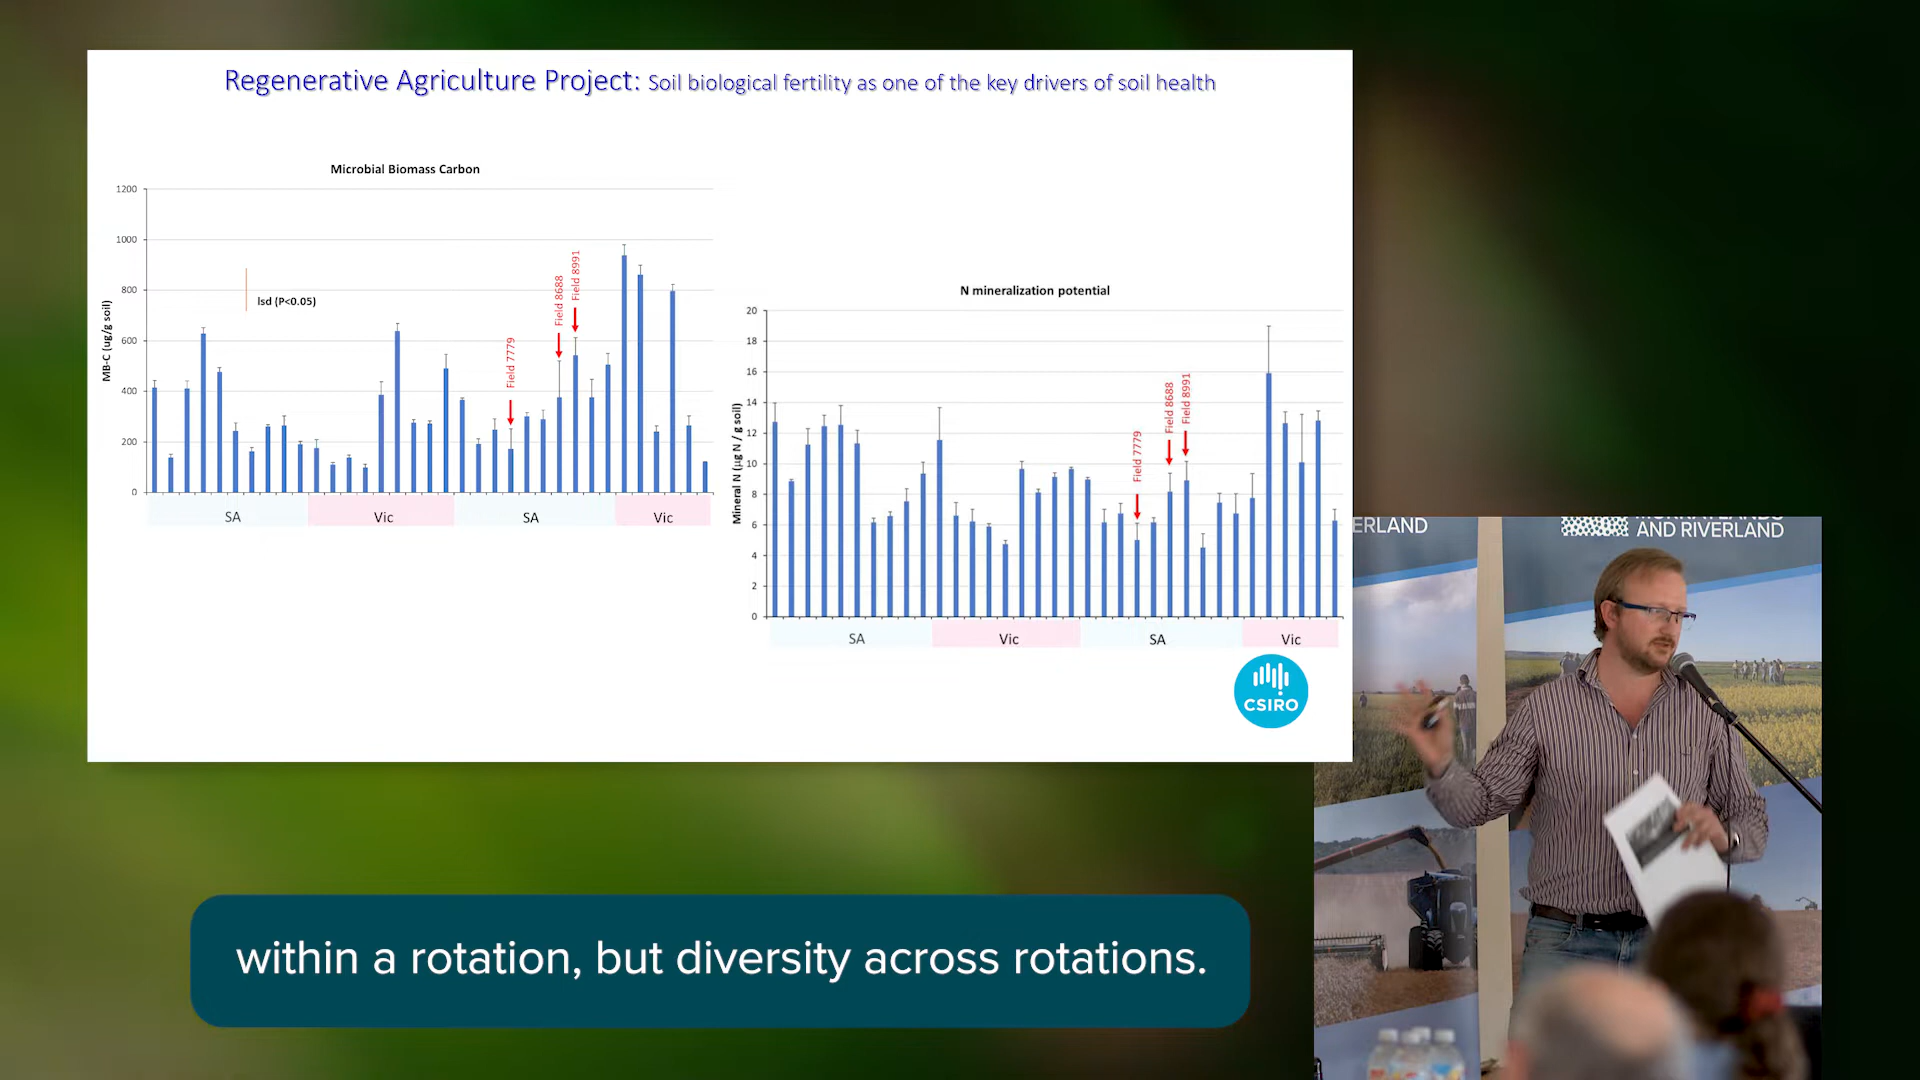 Regenerative Agriculture Project: Soil biological fertility as one of the key drivers of soil health
Microbial Biomass Carbon
MB-C (ug/g soil)
1200
1000
800
600
400
200
0
lsd (P<0.05)
Field 7779
Field 8688
Field 8991
SA
Vic
SA
Vic
N mineralization potential
Mineral N (µg N / g soil)
20
18
16
14
12
10
8
6
4
2
0
Field 7779
Field 8688
Field 8991
SA
Vic
SA
Vic
CSIRO
ERLAND
AND RIVERLAND
within a rotation, but diversity across rotations.